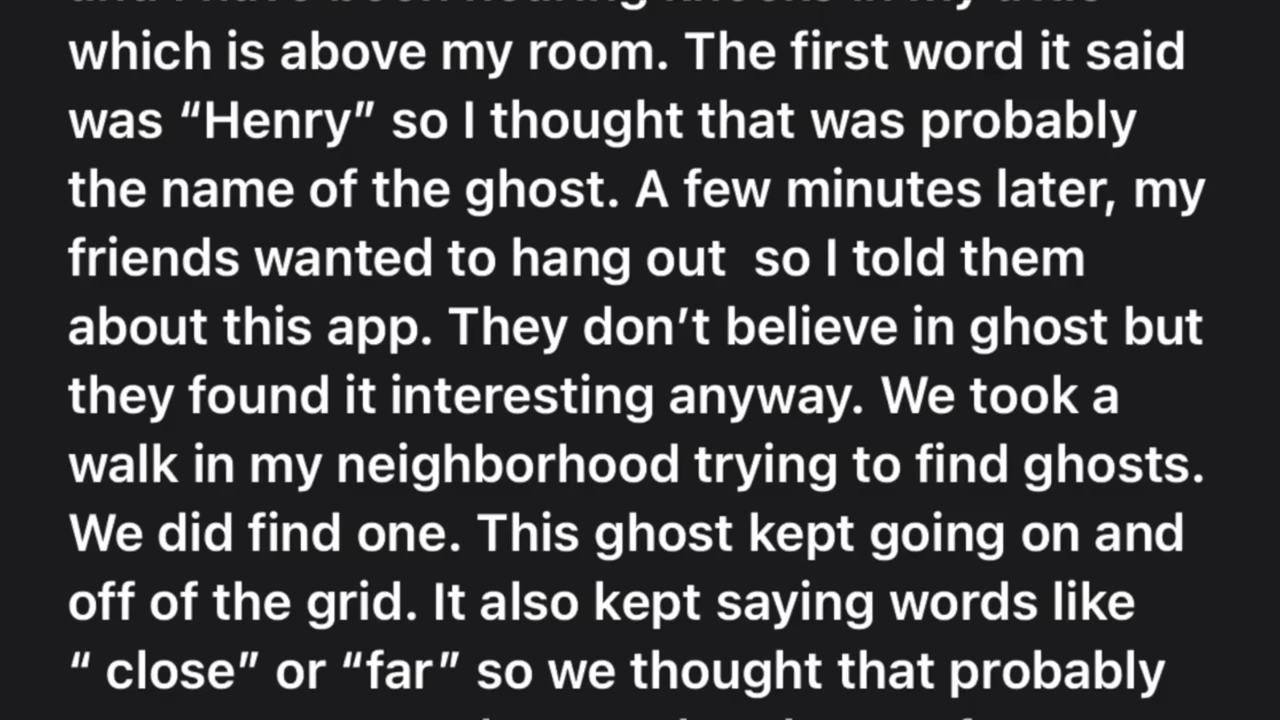 which is above my room. The first word it said
was “Henry” so I thought that was probably
the name of the ghost. A few minutes later, my
friends wanted to hang out  so I told them
about this app. They don’t believe in ghost but
they found it interesting anyway. We took a
walk in my neighborhood trying to find ghosts.
We did find one. This ghost kept going on and
off of the grid. It also kept saying words like
“ close” or “far” so we thought that probably